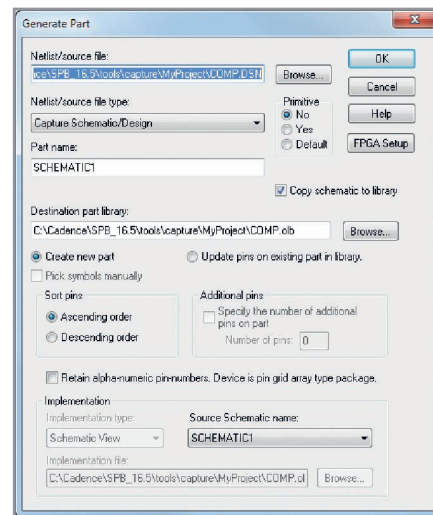 Generate Part
Netlist/source file:
ice\SPB_16.5\tools\capture\MyProject\COMP.DSN
Browse...
OK
Cancel
Netlist/source file type:
Capture Schematic/Design
Primitive
No
Yes
Default
Help
FPGA Setup
Part name:
SCHEMATIC1
Copy schematic to library
Destination part library:
C:\Cadence\SPB_16.5\tools\capture\MyProject\COMP.olb
Browse...
Create new part
Update pins on existing part in library.
Pick symbols manually
Sort pins
Ascending order
Descending order
Additional pins
Specify the number of additional
pins on part
Number of pins: 0
Retain alpha-numeric pin-numbers. Device is pin grid array type package.
Implementation
Implementation type:
Schematic View
Source Schematic name:
SCHEMATIC1
Implementation file:
C:\Cadence\SPB_16.5\tools\capture\MyProject\COMP.ol
Browse...